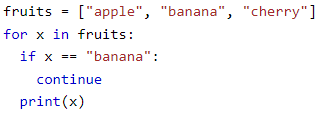 fruits = ["apple", "banana", "cherry"]
for x in fruits:
  if x == "banana":
    continue
  print(x)